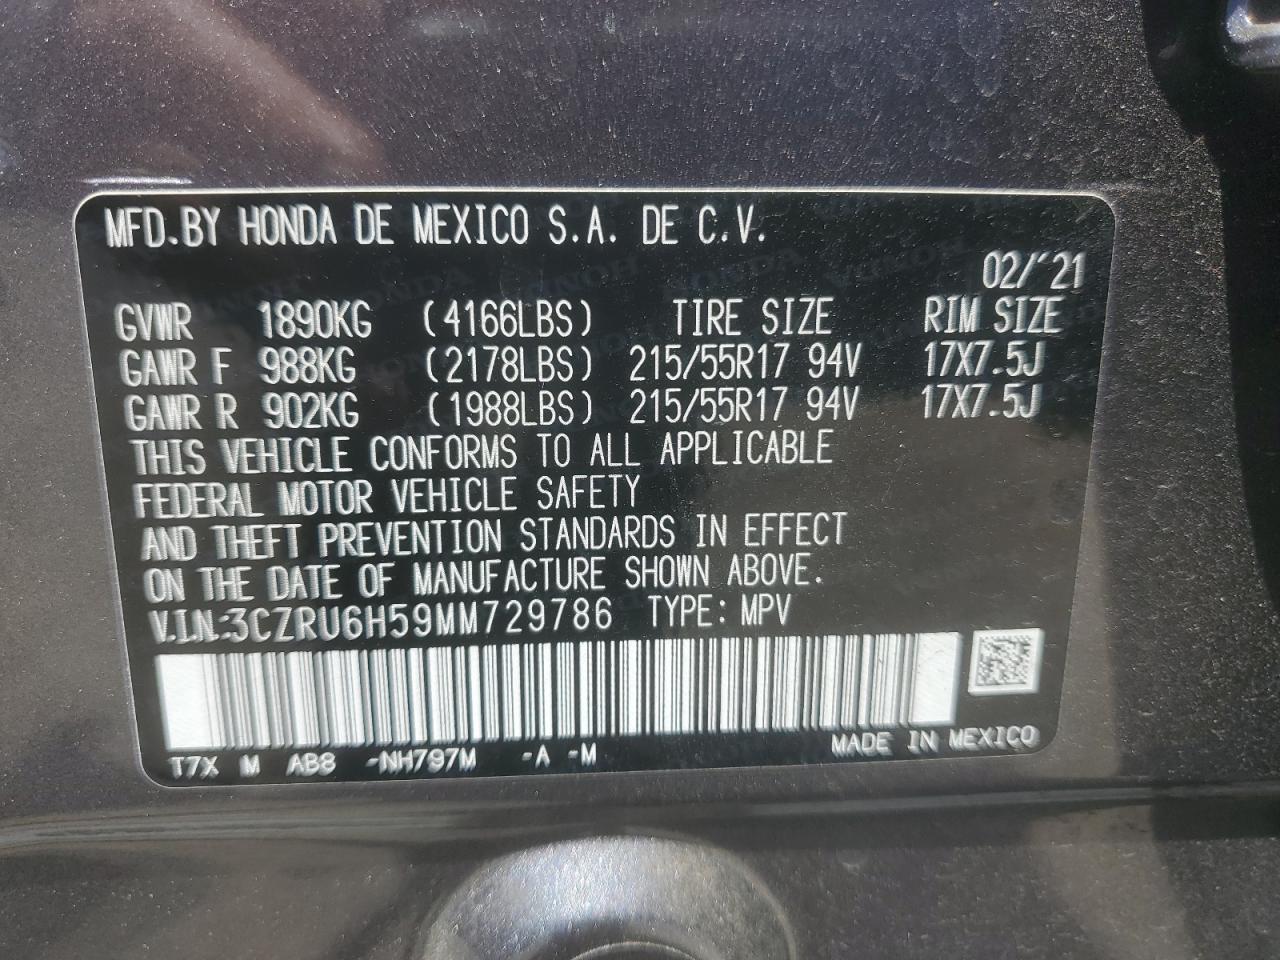 MFD.BY HONDA DE MEXICO S.A. DE C.V.
02/'21
GVWR 1890KG (4166LBS) TIRE SIZE RIM SIZE
GAWR F 988KG (2178LBS) 215/55R17 94V 17X7.5J
GAWR R 902KG (1988LBS) 215/55R17 94V 17X7.5J
THIS VEHICLE CONFORMS TO ALL APPLICABLE
FEDERAL MOTOR VEHICLE SAFETY
AND THEFT PREVENTION STANDARDS IN EFFECT
ON THE DATE OF MANUFACTURE SHOWN ABOVE.
V.I.N:3CZRU6H59MM729786 TYPE: MPV
MADE IN MEXICO
T7X M AB8 -NH797M -A -M